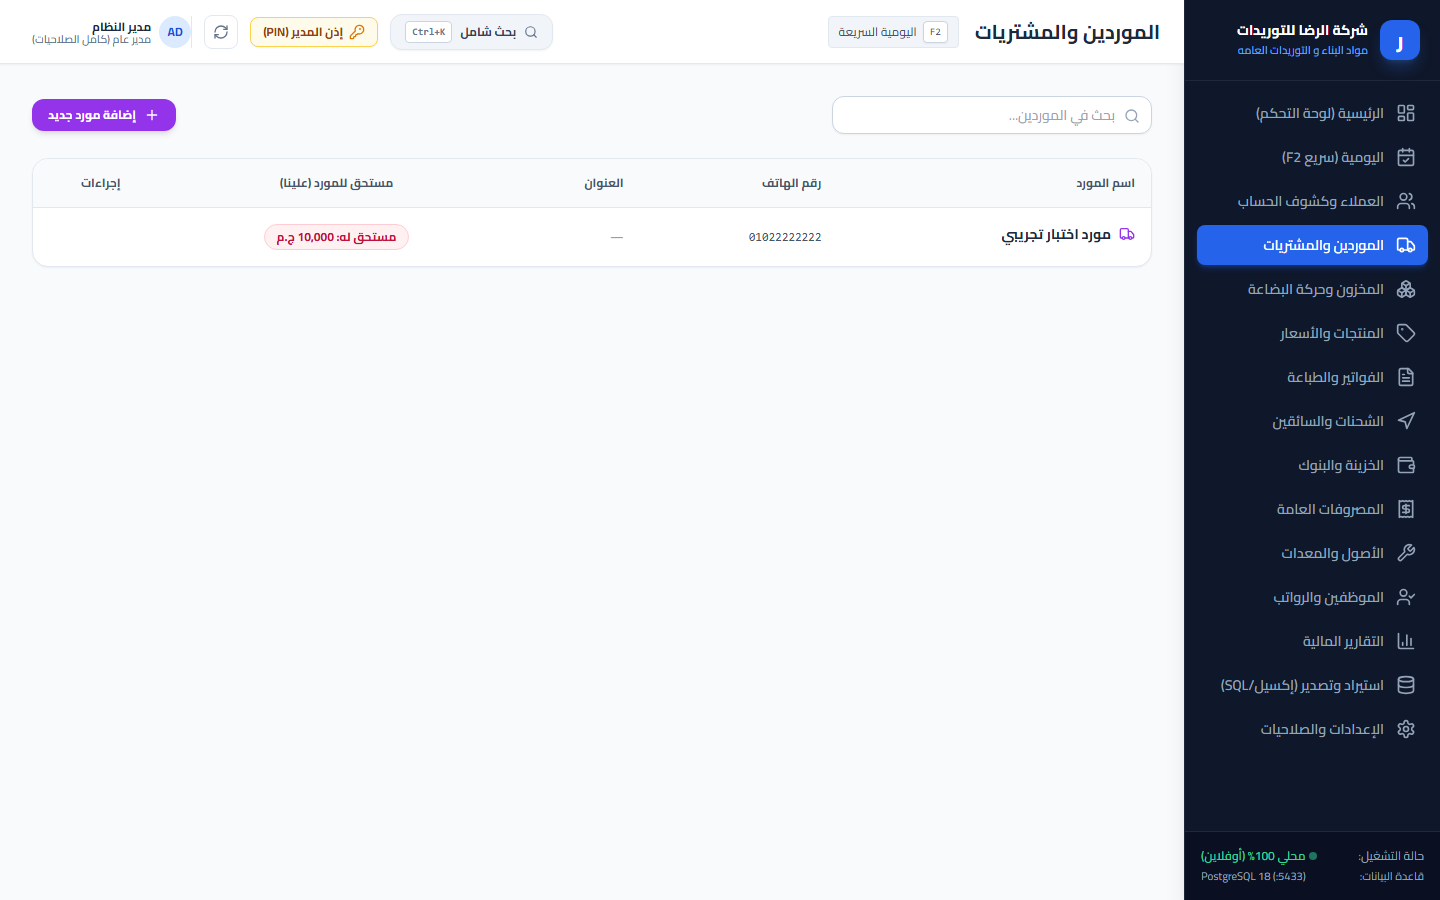 ر
شركة الرضا للتوريدات
مواد البناء و التوريدات العامه
الرئيسية (لوحة التحكم)
اليومية (سريع F2)
العملاء وكشوف الحساب
الموردين والمشتريات
المخزون وحركة البضاعة
المنتجات والأسعار
الفواتير والطباعة
الشحنات والسائقين
الخزينة والبنوك
المصروفات العامة
الأصول والمعدات
الموظفين والرواتب
التقارير المالية
استيراد وتصدير (إكسيل/SQL)
الإعدادات والصلاحيات
حالة التشغيل: محلي 100% (أوفلاين)
قاعدة البيانات: PostgreSQL 18 (:5433)
الموردين والمشتريات
F2 اليومية السريعة
بحث شامل Ctrl+K
إذن المدير (PIN)
AD
مدير النظام
مدير عام (كامل الصلاحيات)
بحث في الموردين...
إضافة مورد جديد
اسم المورد رقم الهاتف العنوان مستحق للمورد (علينا) إجراءات
مورد اختبار تجريبي 01022222222 — مستحق له: 10,000 ج.م